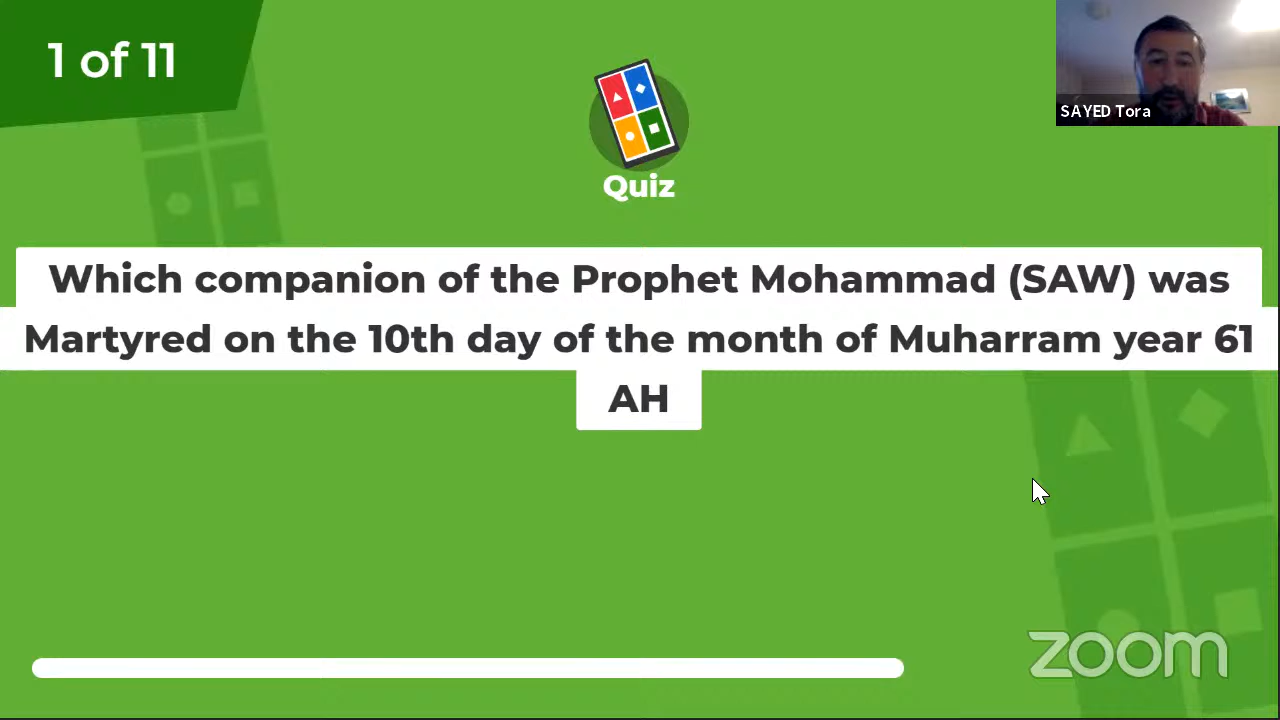 1 of 11
SAYED Tora
Quiz
Which companion of the Prophet Mohammad (SAW) was
Martyred on the 10th day of the month of Muharram year 61
AH
zoom